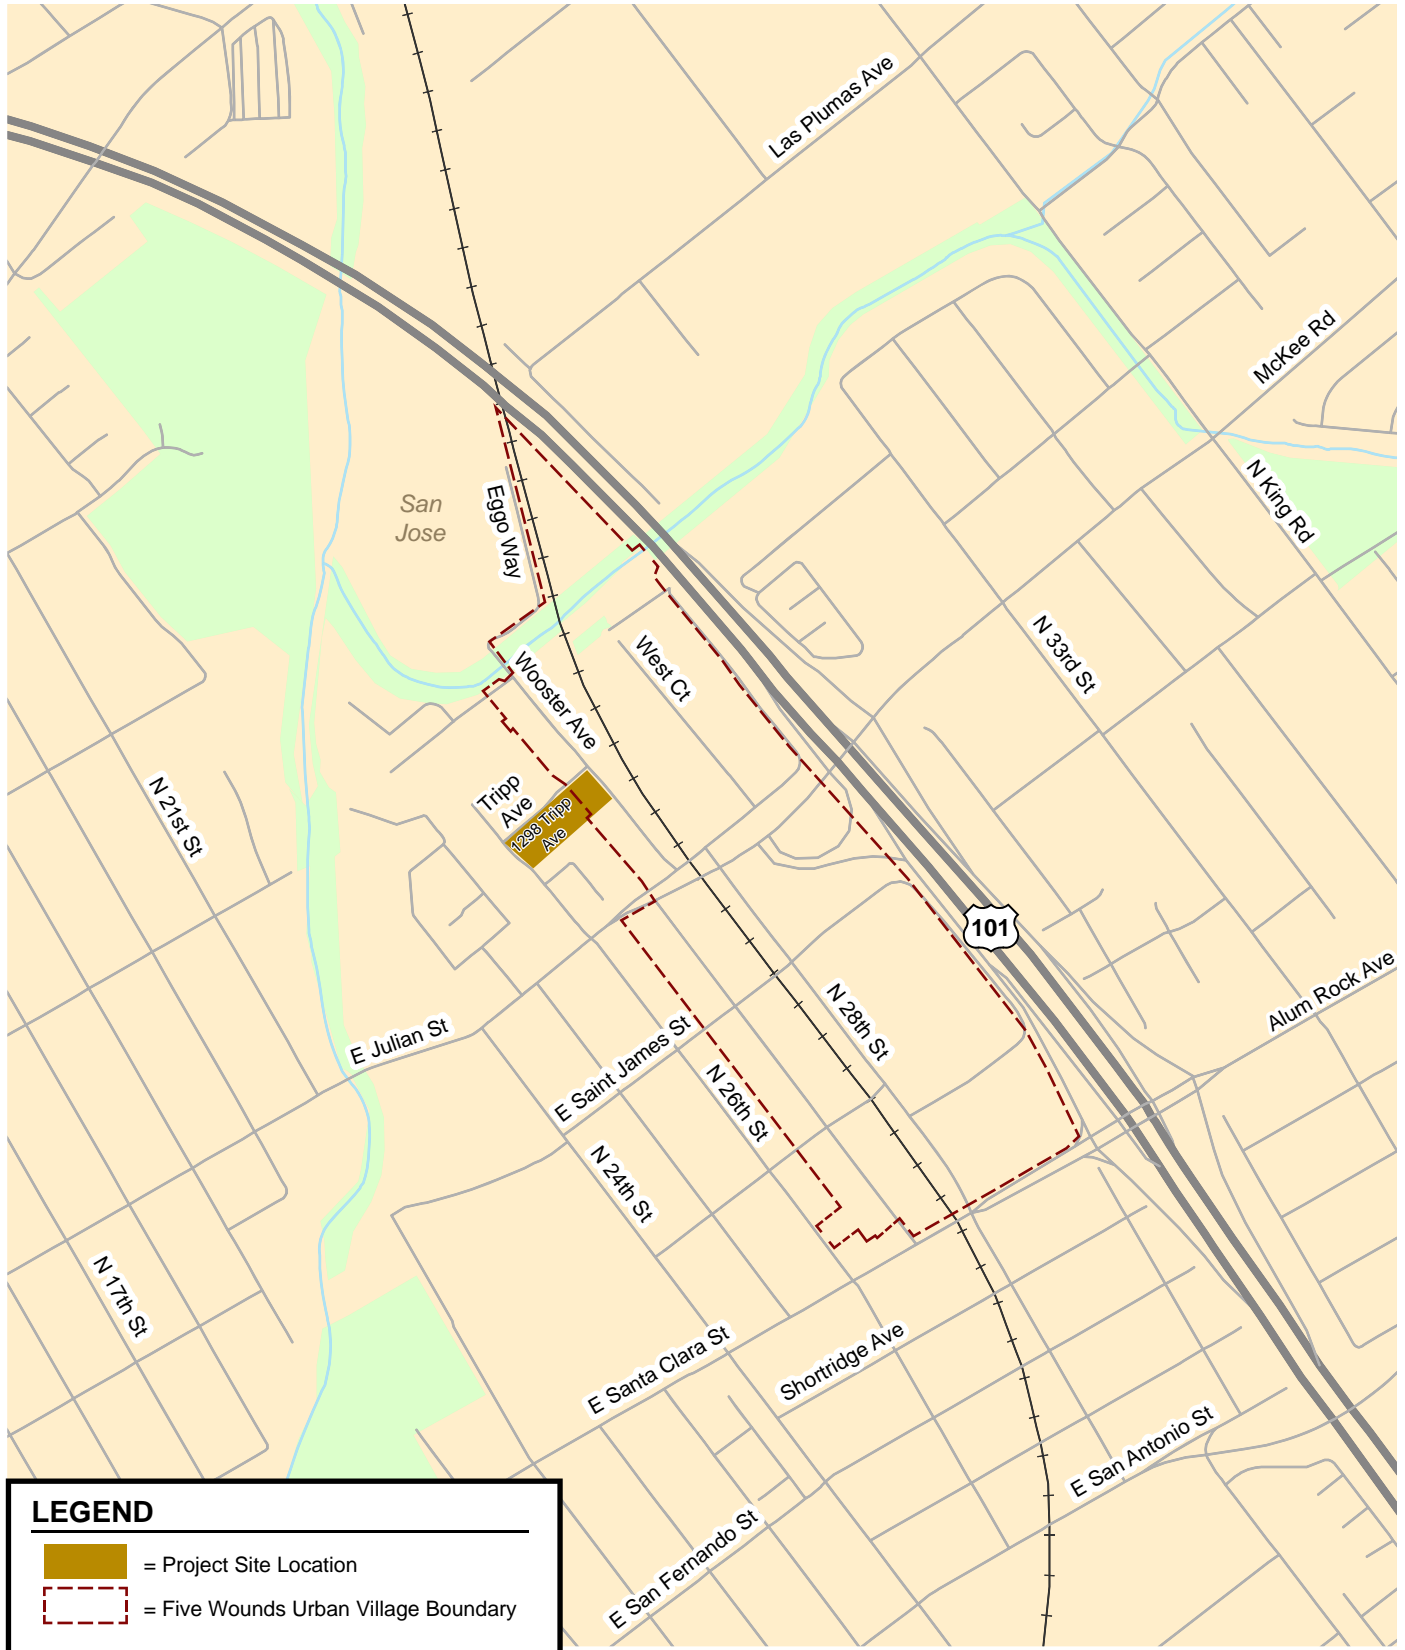 Las Plumas Ave
McKee Rd
N King Rd
San
Jose
Eggo Way
N 33rd St
West Ct
Wooster Ave
Tripp
Ave
1298 Tripp
Ave
N 21st St
101
Alum Rock Ave
N 28th St
E Julian St
E Saint James St
N 26th St
N 24th St
N 17th St
E Santa Clara St
Shortridge Ave
E San Antonio St
E San Fernando St
LEGEND
= Project Site Location
= Five Wounds Urban Village Boundary